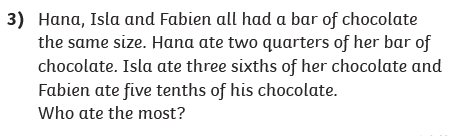 3) Hana, Isla and Fabien all had a bar of chocolate
the same size. Hana ate two quarters of her bar of
chocolate. Isla ate three sixths of her chocolate and
Fabien ate five tenths of his chocolate.
Who ate the most?